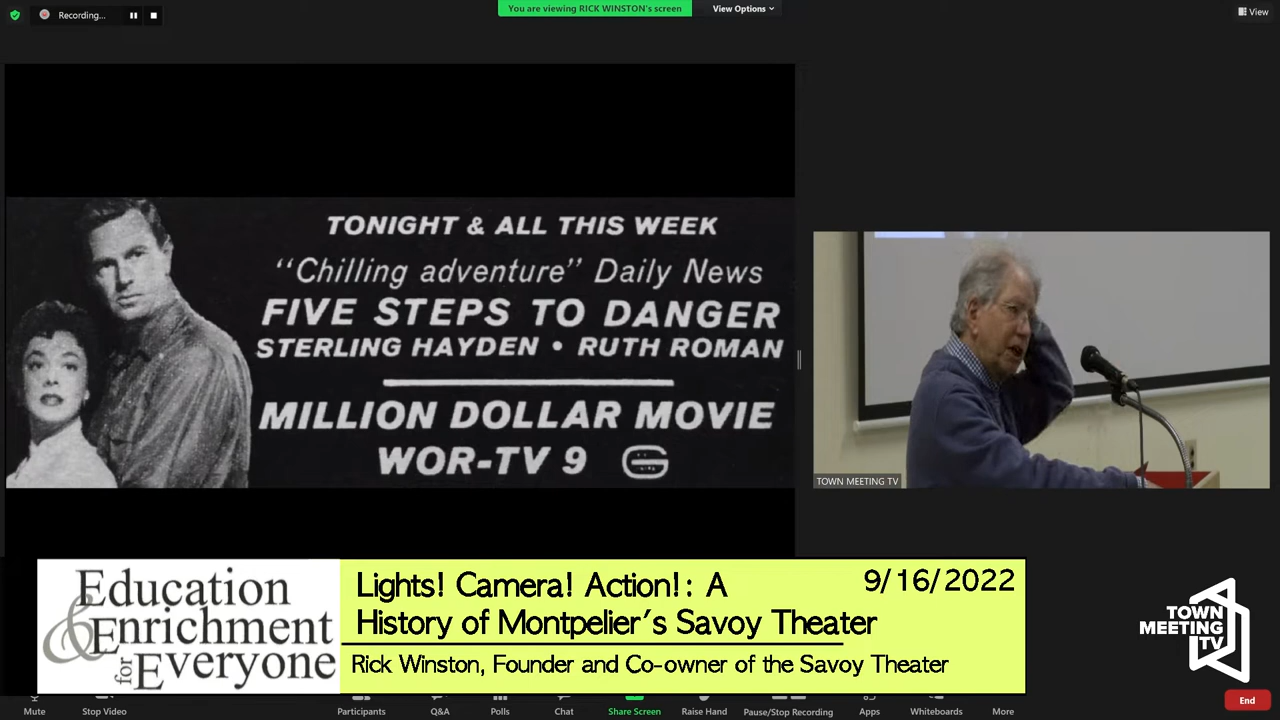 Recording...
You are viewing RICK WINSTON's screen
View Options
View
TONIGHT & ALL THIS WEEK
"Chilling adventure" Daily News
FIVE STEPS TO DANGER
STERLING HAYDEN • RUTH ROMAN
MILLION DOLLAR MOVIE
WOR-TV 9
TOWN MEETING TV
Education
& Enrichment
for Everyone
Lights! Camera! Action!: A
History of Montpelier's Savoy Theater
9/16/2022
Rick Winston, Founder and Co-owner of the Savoy Theater
TOWN
MEETING
TV
Mute
Stop Video
Participants
Q&A
Polls
Chat
Share Screen
Raise Hand
Pause/Stop Recording
Apps
Whiteboards
More
End